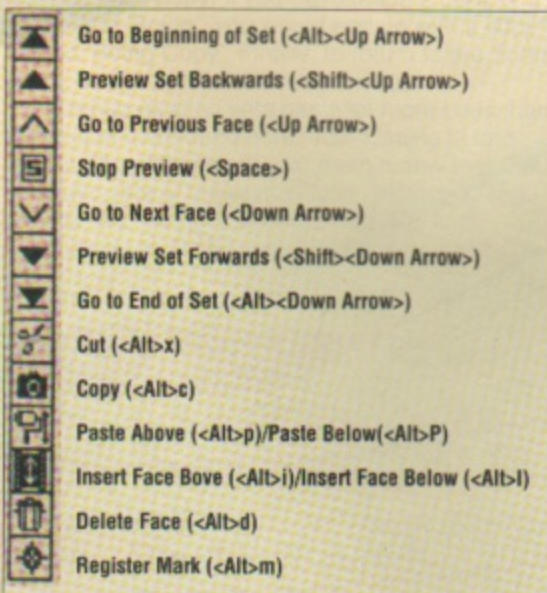 Go to Beginning of Set (<Alt><Up Arrow>)
Preview Set Backwards (<Shift><Up Arrow>)
Go to Previous Face (<Up Arrow>)
S Stop Preview (<Space>)
Go to Next Face (<Down Arrow>)
Preview Set Forwards (<Shift><Down Arrow>)
Go to End of Set (<Alt><Down Arrow>)
Cut (<Alt>x)
Copy (<Alt>c)
Paste Above (<Alt>p)/Paste Below(<Alt>P)
Insert Face Bove (<Alt>i)/Insert Face Below (<Alt>I)
Delete Face (<Alt>d)
Register Mark (<Alt>m)